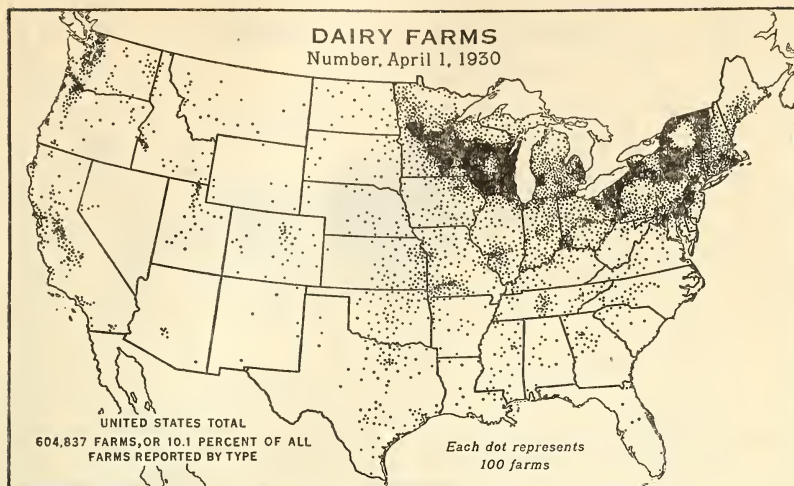 DAIRY FARMS
Number, April 1, 1930
UNITED STATES TOTAL
604,837 FARMS, OR 10.1 PERCENT OF ALL
FARMS REPORTED BY TYPE
Each dot represents
100 farms